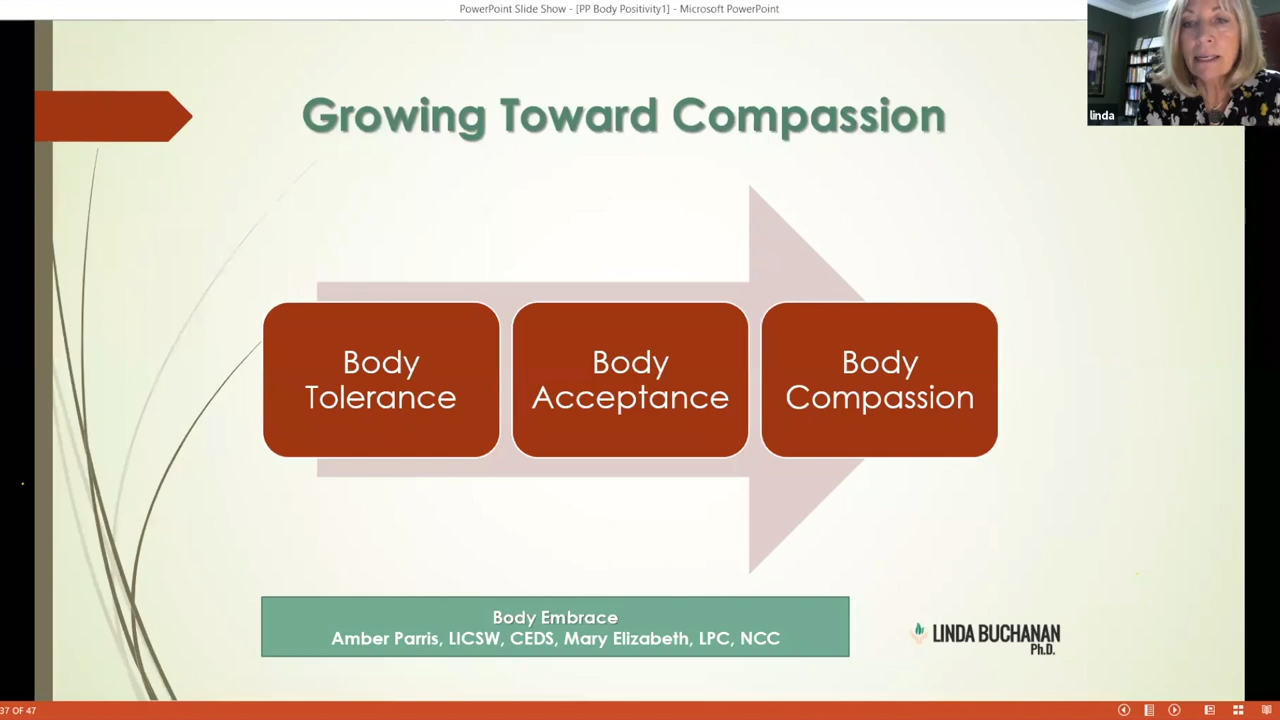 PowerPoint Slide Show - [PP Body Positivity1] - Microsoft PowerPoint
linda
Growing Toward Compassion
Body
Tolerance
Body
Acceptance
Body
Compassion
Body Embrace
Amber Parris, LICSW, CEDS, Mary Elizabeth, LPC, NCC
LINDA BUCHANAN
Ph.D.
37 OF 47